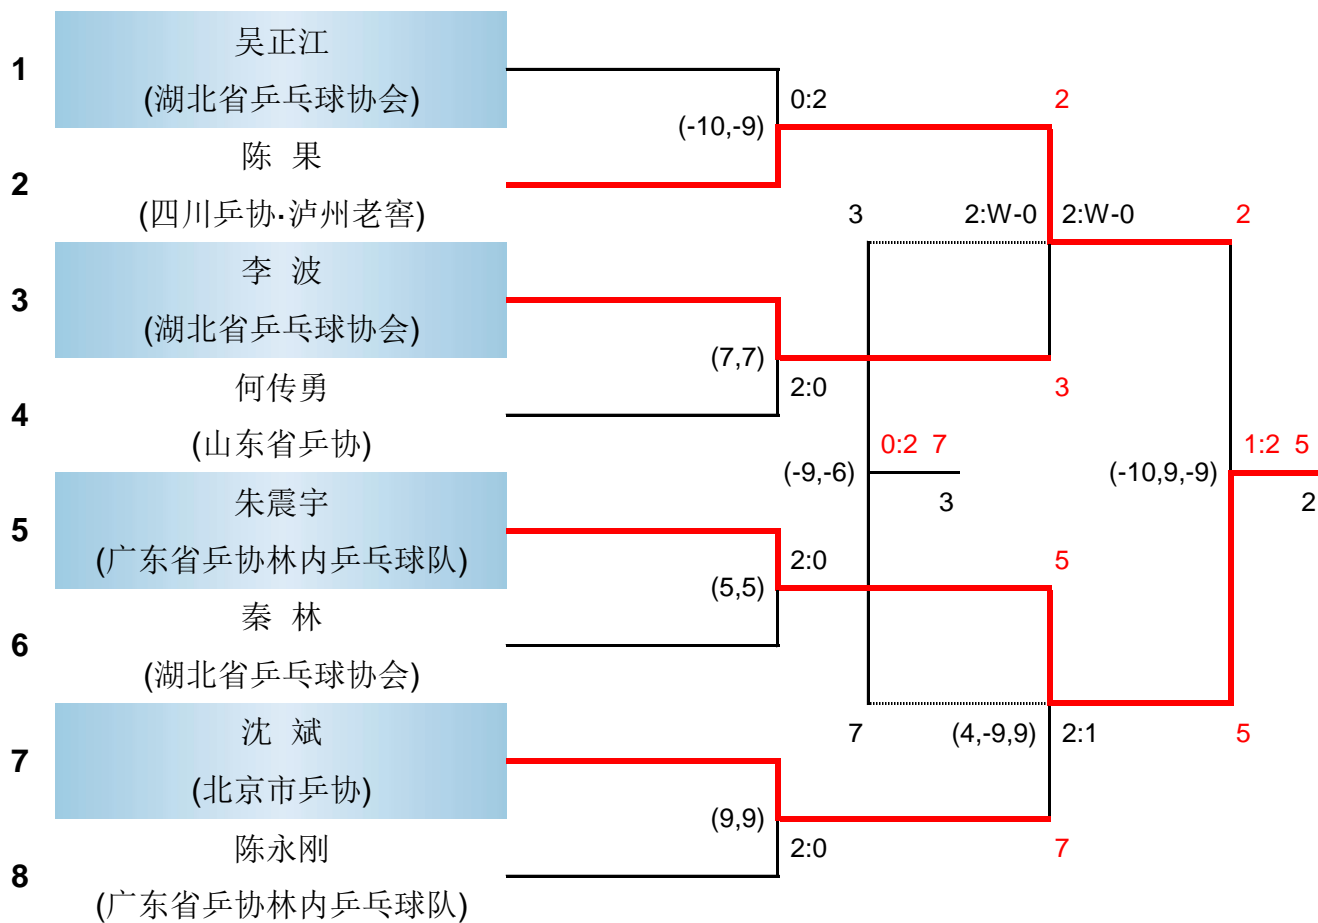 吴正江
1
(湖北省乒乓球协会)
0:2
2
(-10,-9)
陈 果
2
(四川乒协·泸州老窖)
3
2:W-0
2:W-0
2
李 波
3
(湖北省乒乓球协会)
(7,7)
2:0
3
何传勇
4
(山东省乒协)
0:2 7
1:2 5
(-9,-6)
(-10,9,-9)
3
2
朱震宇
5
(广东省乒协林内乒乓球队)
2:0
5
(5,5)
秦 林
6
(湖北省乒乓球协会)
沈 斌
7
(4,-9,9)
2:1
5
7
(北京市乒协)
(9,9)
2:0
7
陈永刚
8
(广东省乒协林内乒乓球队)